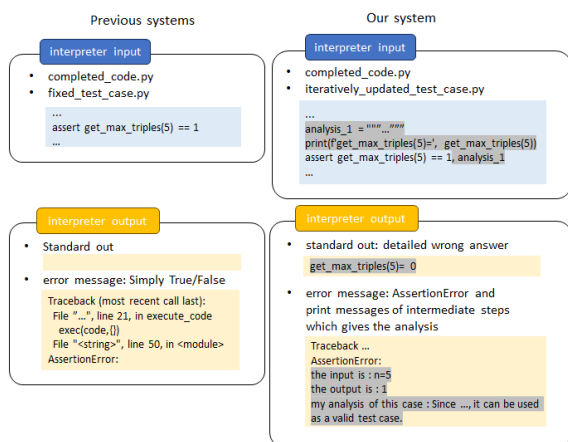 Previous systems
interpreter input
• completed_code.py
• fixed_test_case.py
...
assert get_max_triples(5) == 1
...
interpreter output
• Standard out
• error message: Simply True/False
Traceback (most recent call last):
File "...", line 21, in execute_code
exec(code,{})
File "<string>", line 50, in <module>
AssertionError:
Our system
interpreter input
• completed_code.py
• iteratively_updated_test_case.py
...
analysis_1 = """..."""
print(f'get_max_triples(5)=', get_max_triples(5))
assert get_max_triples(5) == 1, analysis_1
...
interpreter output
• standard out: detailed wrong answer
get_max_triples(5)= 0
• error message: AssertionError and
print messages of intermediate steps
which gives the analysis
Traceback ...
AssertionError:
the input is : n=5
the output is : 1
my analysis of this case : Since ..., it can be used
as a valid test case.